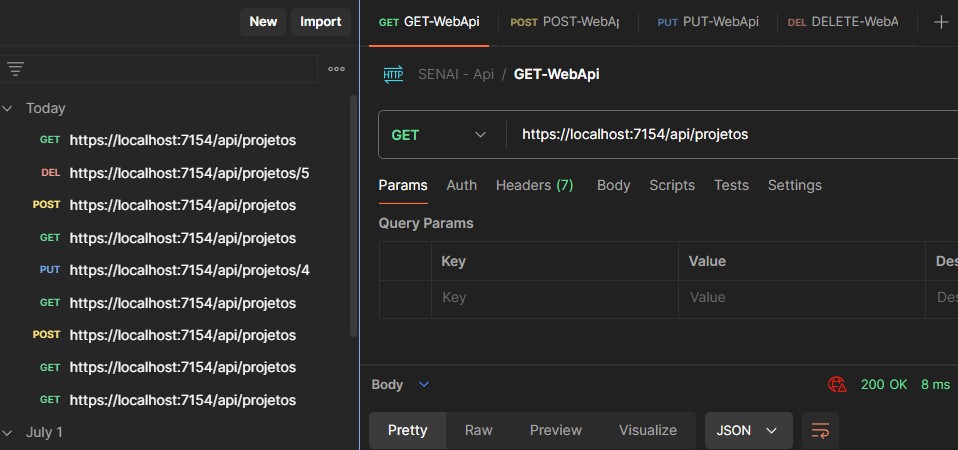 New Import
Today
GET https://localhost:7154/api/projetos
DEL https://localhost:7154/api/projetos/5
POST https://localhost:7154/api/projetos
GET https://localhost:7154/api/projetos
PUT https://localhost:7154/api/projetos/4
GET https://localhost:7154/api/projetos
POST https://localhost:7154/api/projetos
GET https://localhost:7154/api/projetos
GET https://localhost:7154/api/projetos
July 1
GET GET-WebApi POST POST-WebAp PUT PUT-WebApi DEL DELETE-WebA
HTTP SENAI - Api / GET-WebApi
GET https://localhost:7154/api/projetos
Params Auth Headers (7) Body Scripts Tests Settings
Query Params
Key Value Des
Key Value Des
Body 200 OK 8 ms
Pretty Raw Preview Visualize JSON